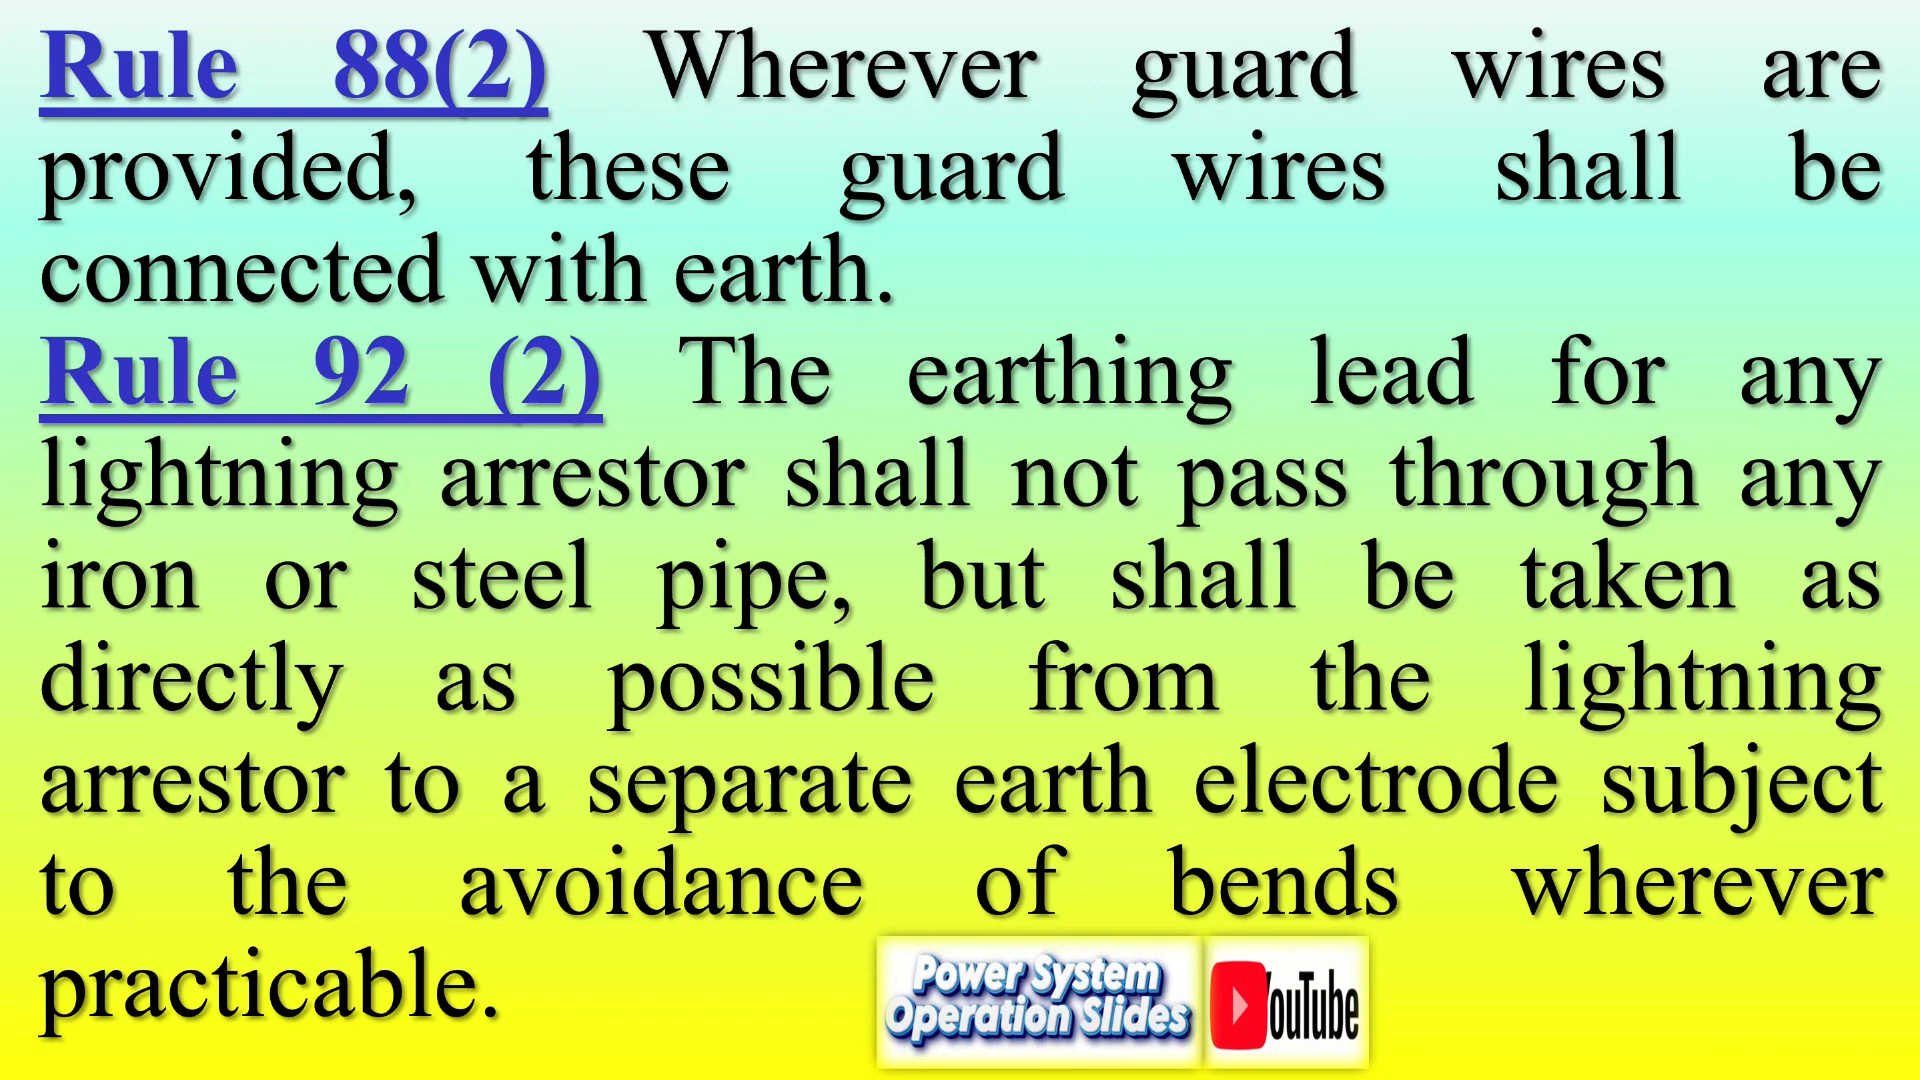 Rule 88(2) Wherever guard wires are
provided, these guard wires shall be
connected with earth.
Rule 92 (2) The earthing lead for any
lightning arrestor shall not pass through any
iron or steel pipe, but shall be taken as
directly as possible from the lightning
arrestor to a separate earth electrode subject
to the avoidance of bends wherever
practicable.
Power System
Operation Slides
YouTube